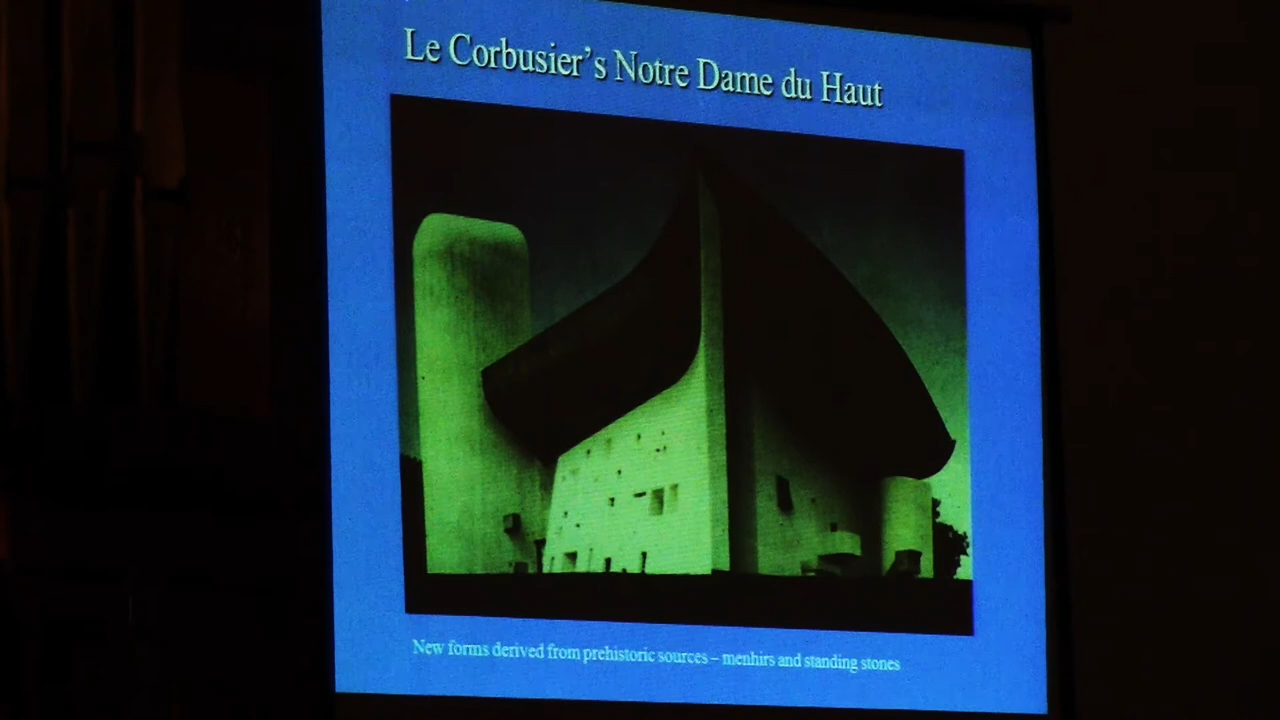 Le Corbusier's Notre Dame du Haut
New forms derived from prehistoric sources – menhirs and standing stones